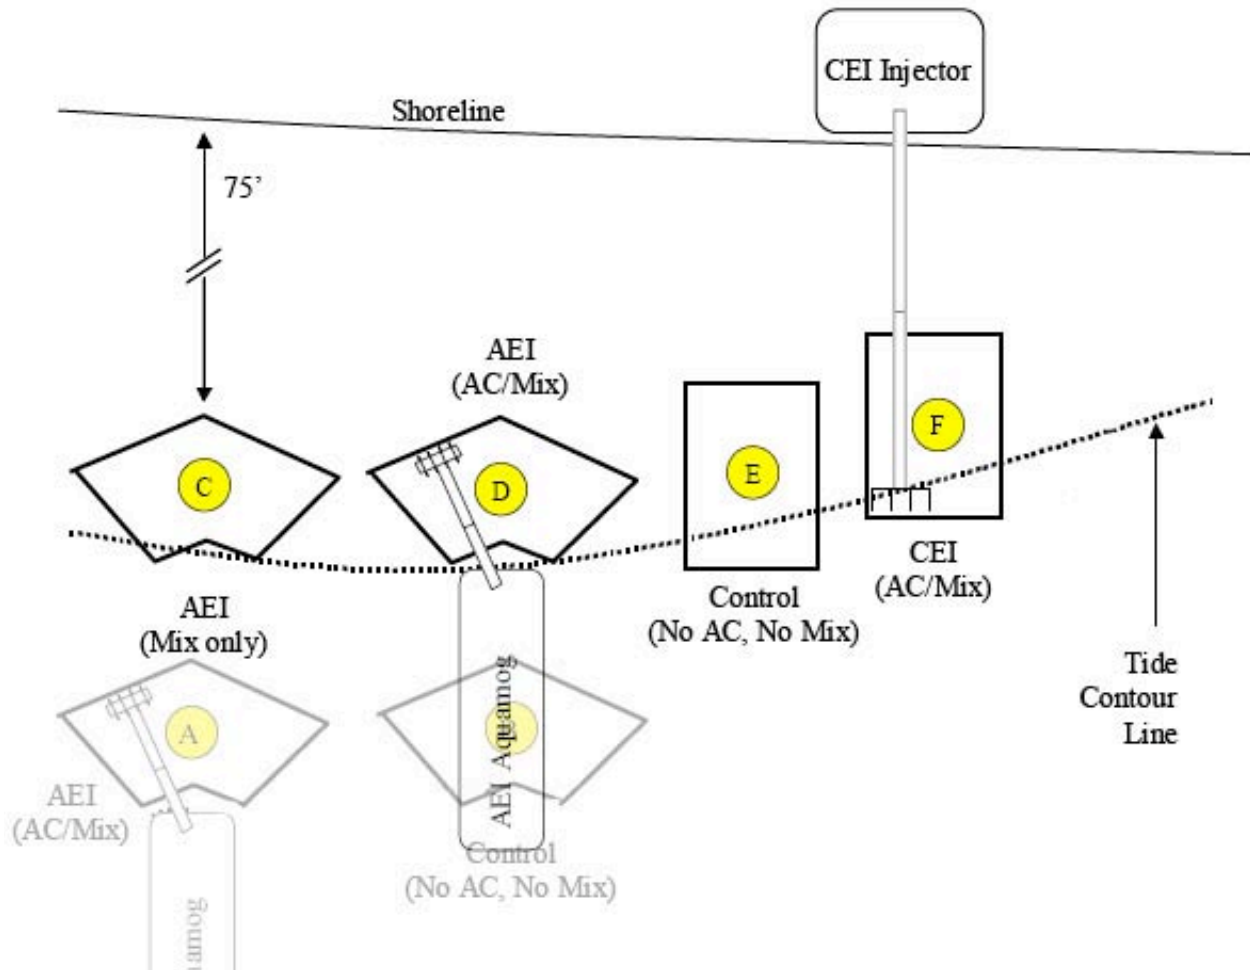 CEI Injector
Shoreline
75’
AEI
(AC/Mix)
C
D
E
F
AEI
(Mix only)
Control
(No AC, No Mix)
CEI
(AC/Mix)
Tide
Contour
Line
A
AEI Aquamog
AEI
(AC/Mix)
Control
(No AC, No Mix)